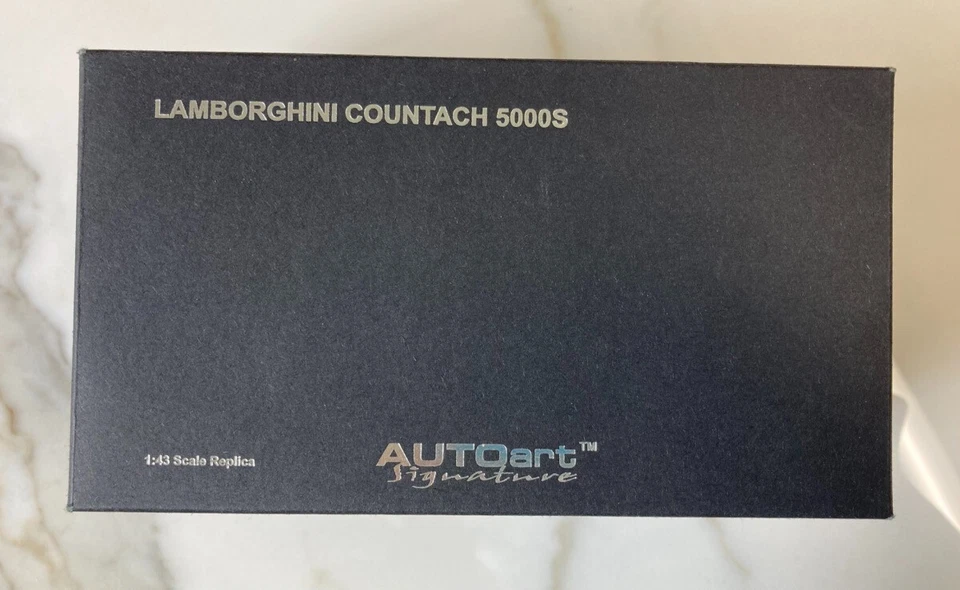 LAMBORGHINI COUNTACH 5000S
1:43 Scale Replica
AUTOart™
Signature